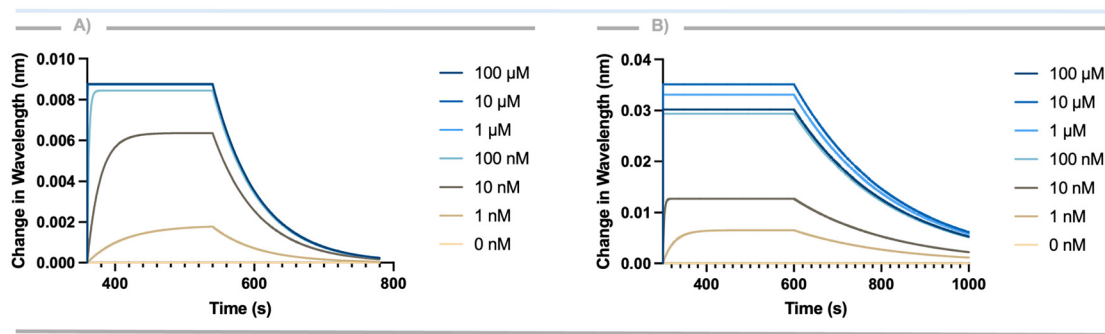 A)
Change in Wavelength (nm)
0.010
0.008
0.006
0.004
0.002
0.000
400
800
Time (s)
100 µM
10 µM
1 µM
100 nM
10 nM
1 nM
0 nM
B)
Change in Wavelength (nm)
0.04
0.03
0.02
0.01
0.00
400
600
800
1000
Time (s)
100 µM
10 µM
1 µM
100 nM
10 nM
1 nM
0 nM